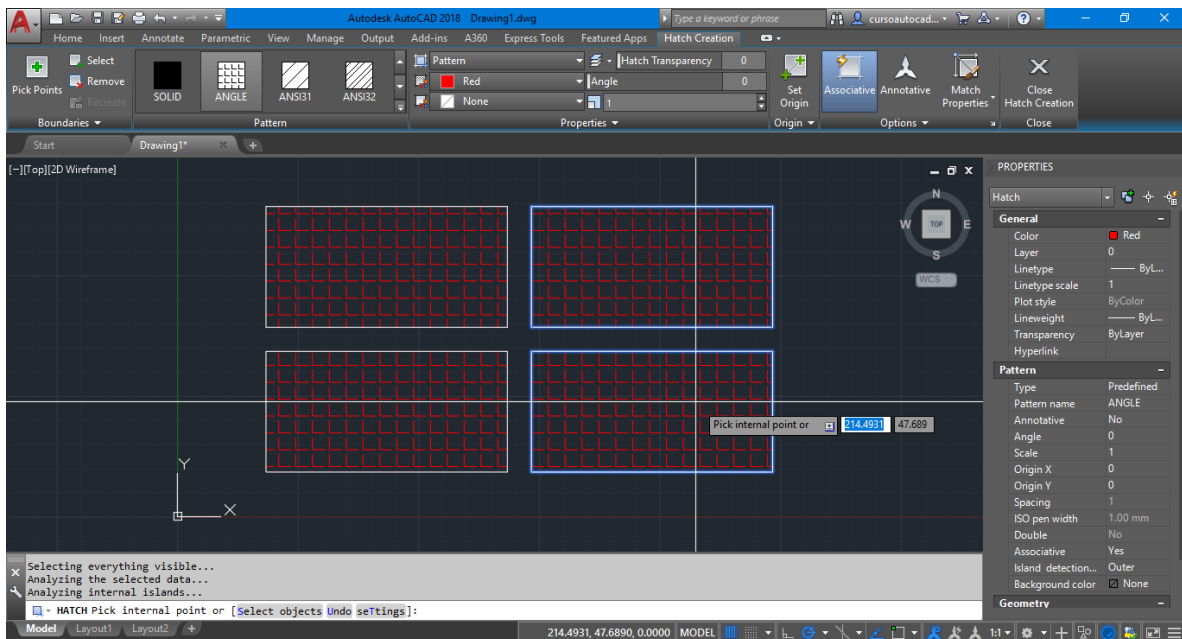 Autodesk AutoCAD 2018 Drawing1.dwg
Type a keyword or phrase
cursoautocad...
Home Insert Annotate Parametric View Manage Output Add-ins A360 Express Tools Featured Apps Hatch Creation
Pick Points
Select
Remove
Recreate
Boundaries
SOLID
ANGLE
ANSI31
ANSI32
Pattern
Pattern
Red
None
Hatch Transparency 0
Angle 0
1
Properties
Set Origin
Origin
Associative
Annotative
Match Properties
Options
Close Hatch Creation
Close
Start
Drawing1*
[−][Top][2D Wireframe]
N
W TOP E
S
WCS
Pick internal point or 214.4931 47.689
Y
X
PROPERTIES
Hatch
General
Color Red
Layer 0
Linetype ByL...
Linetype scale 1
Plot style ByColor
Lineweight ByL...
Transparency ByLayer
Hyperlink
Pattern
Type Predefined
Pattern name ANGLE
Annotative No
Angle 0
Scale 1
Origin X 0
Origin Y 0
Spacing 1
ISO pen width 1.00 mm
Double No
Associative Yes
Island detection... Outer
Background color None
Geometry
Selecting everything visible...
Analyzing the selected data...
Analyzing internal islands...
HATCH Pick internal point or [Select objects Undo seTtings]:
Model Layout1 Layout2 +
214.4931, 47.6890, 0.0000 MODEL 1:1